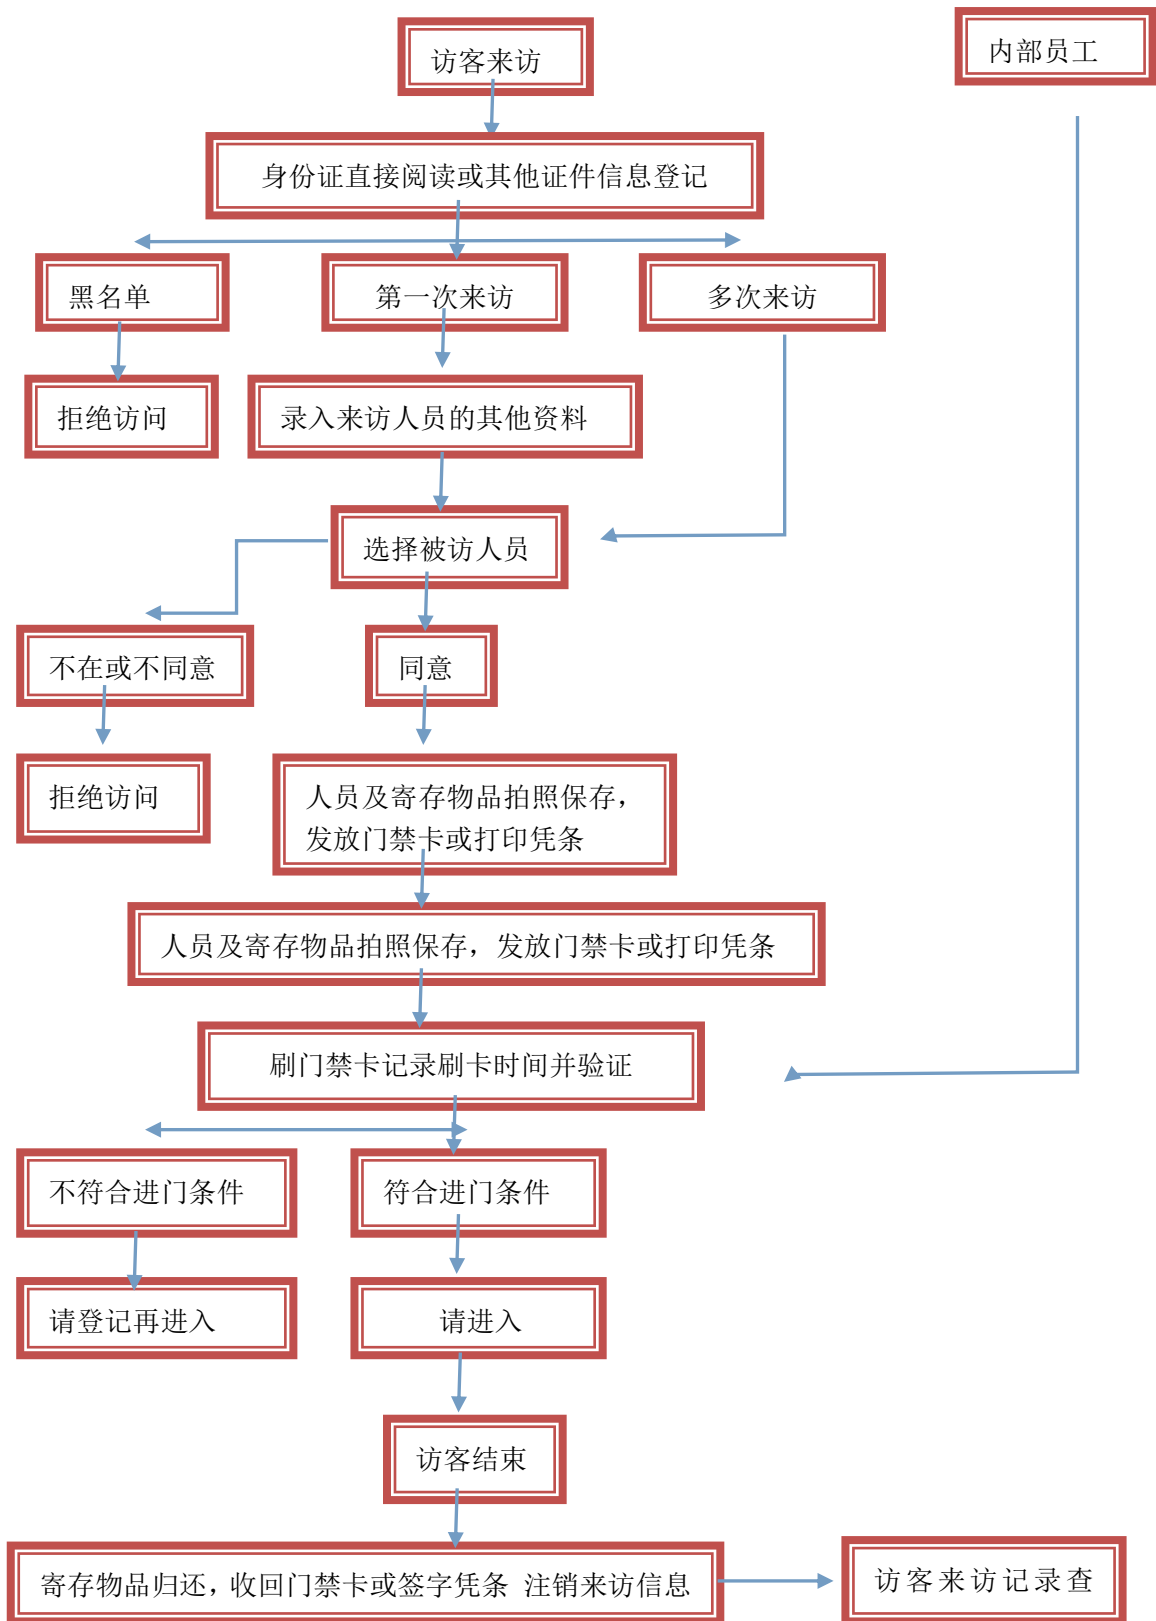 访客来访
内部员工
身份证直接阅读或其他证件信息登记
黑名单
第一次来访
多次来访
拒绝访问
录入来访人员的其他资料
选择被访人员
不在或不同意
同意
拒绝访问
人员及寄存物品拍照保存，
发放门禁卡或打印凭条
人员及寄存物品拍照保存，发放门禁卡或打印凭条
刷门禁卡记录刷卡时间并验证
不符合进门条件
符合进门条件
请登记再进入
请进入
访客结束
寄存物品归还，收回门禁卡或签字凭条 注销来访信息
访客来访记录查